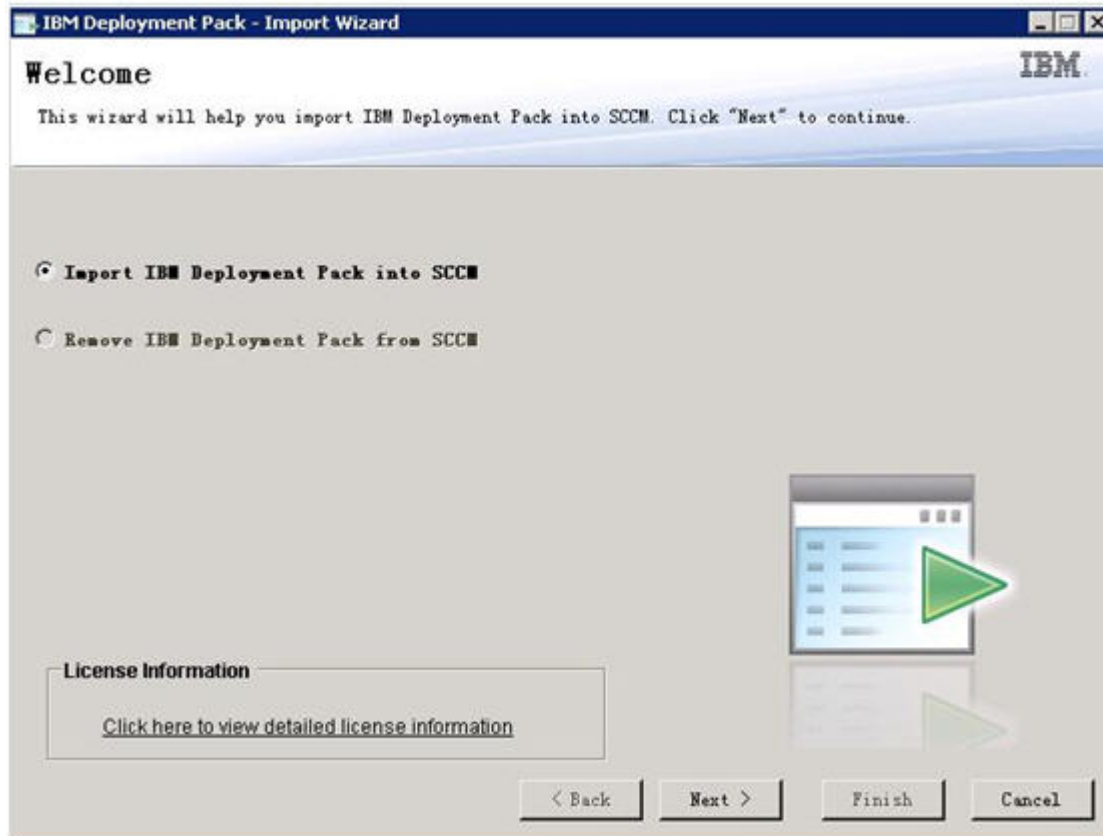 IBM Deployment Pack - Import Wizard
Welcome
IBM.
This wizard will help you import IBM Deployment Pack into SCCM. Click "Next" to continue.
Import IBM Deployment Pack into SCCM
Remove IBM Deployment Pack from SCCM
License Information
Click here to view detailed license information
< Back
Next >
Finish
Cancel